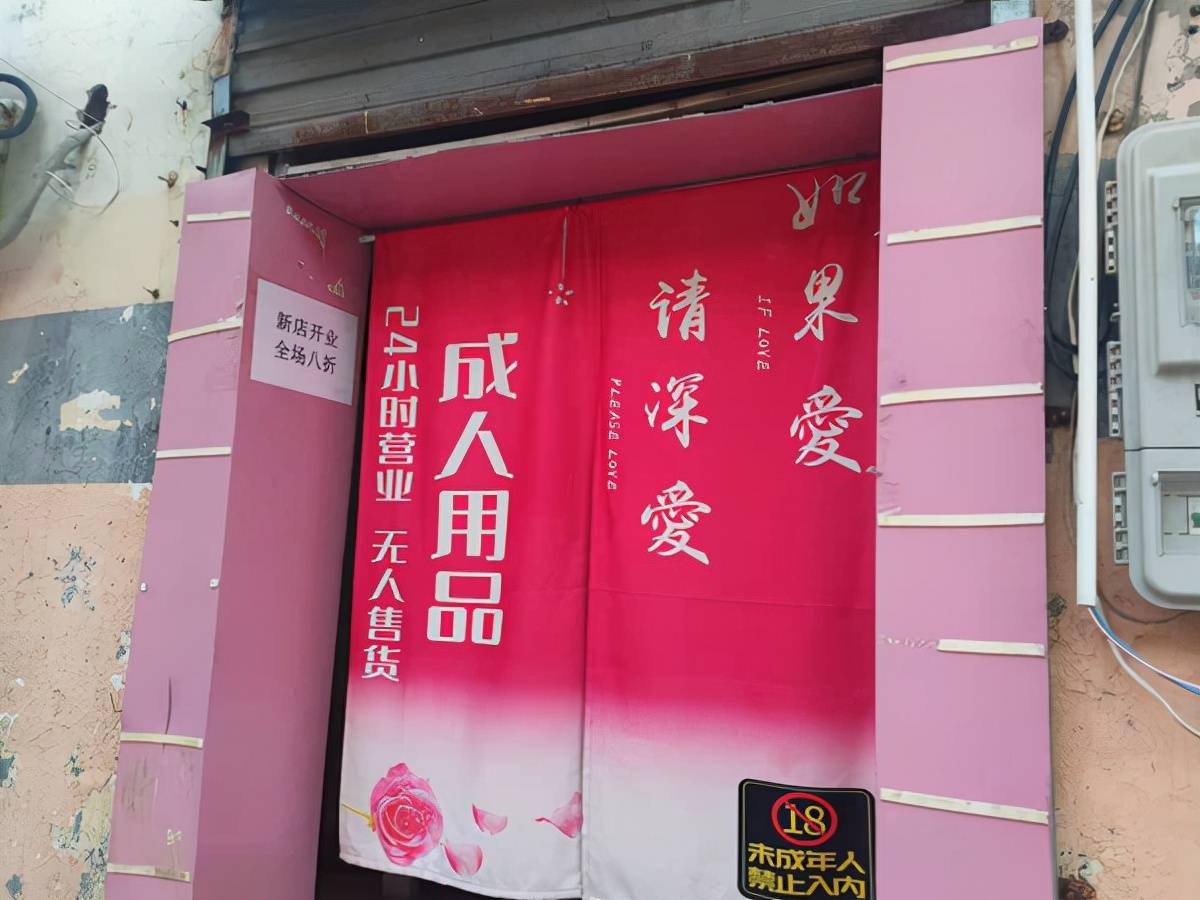 新店开业
全场八折
24小时营业 无人售货
成人用品
如果愛
IF LOVE
请深愛
PLEASE LOVE
18
未成年人
禁止入内